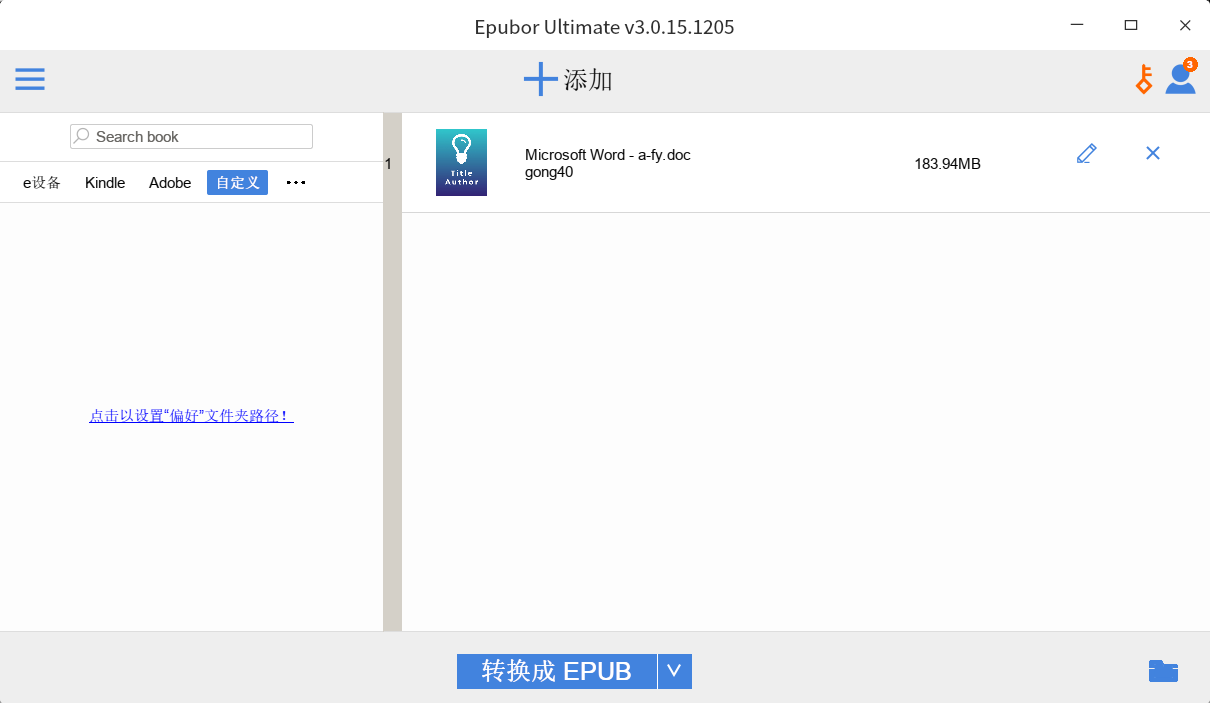 Epubor Ultimate v3.0.15.1205
添加
3
Search book
e设备 Kindle Adobe 自定义
1
Title
Author
Microsoft Word - a-fy.doc
gong40
183.94MB
点击以设置“偏好”文件夹路径！
转换成 EPUB